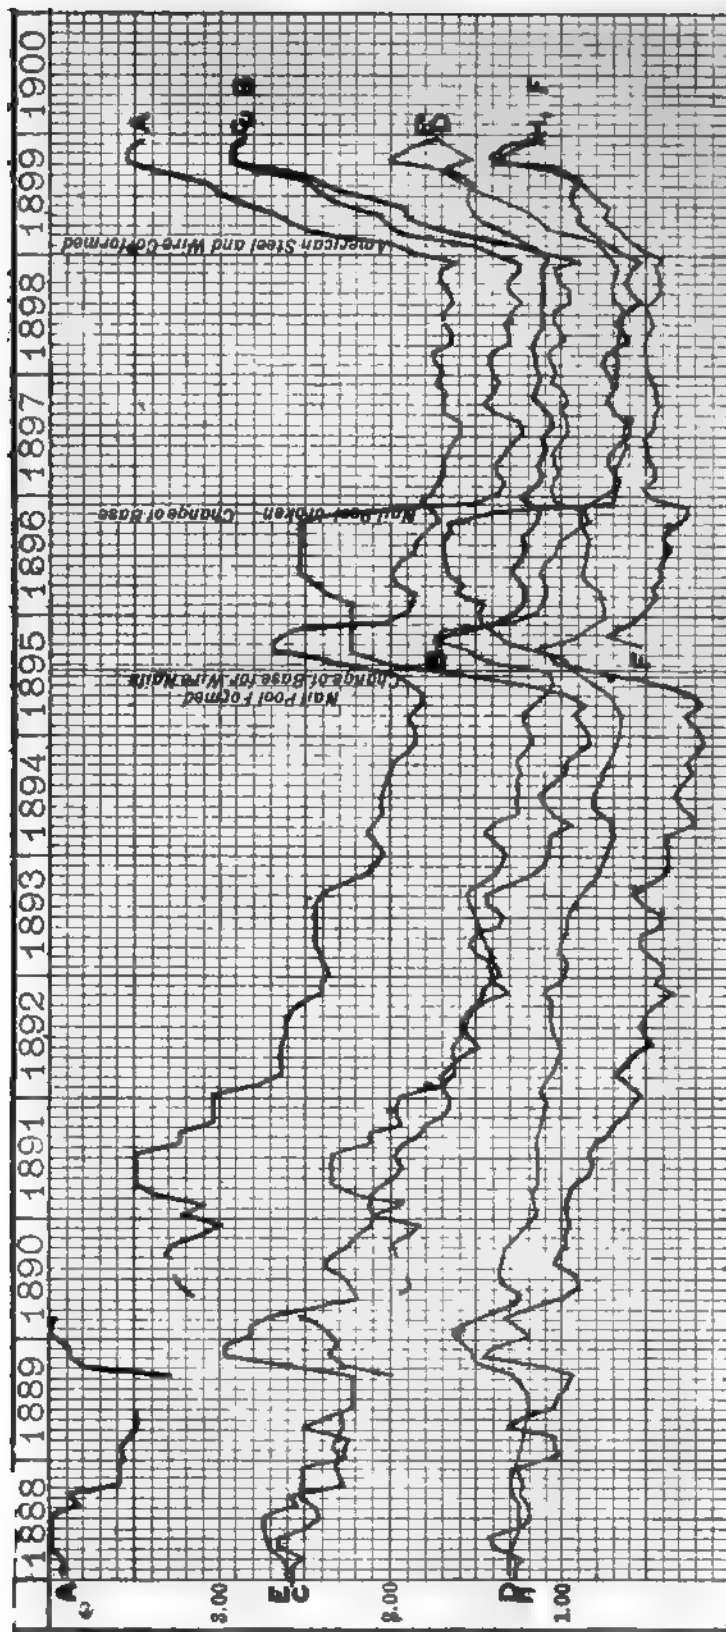 1888 1889 1890 1891 1892 1893 1894 1895 1896 1897 1898 1899 1900
Nail Pool Formed
Change of Base for Wire Nails
Nail Pool broken
Change of Base
American Steel and Wire Co formed
A
3.00
E
C
2.00
D
1.00
F
A
C, B
D
F